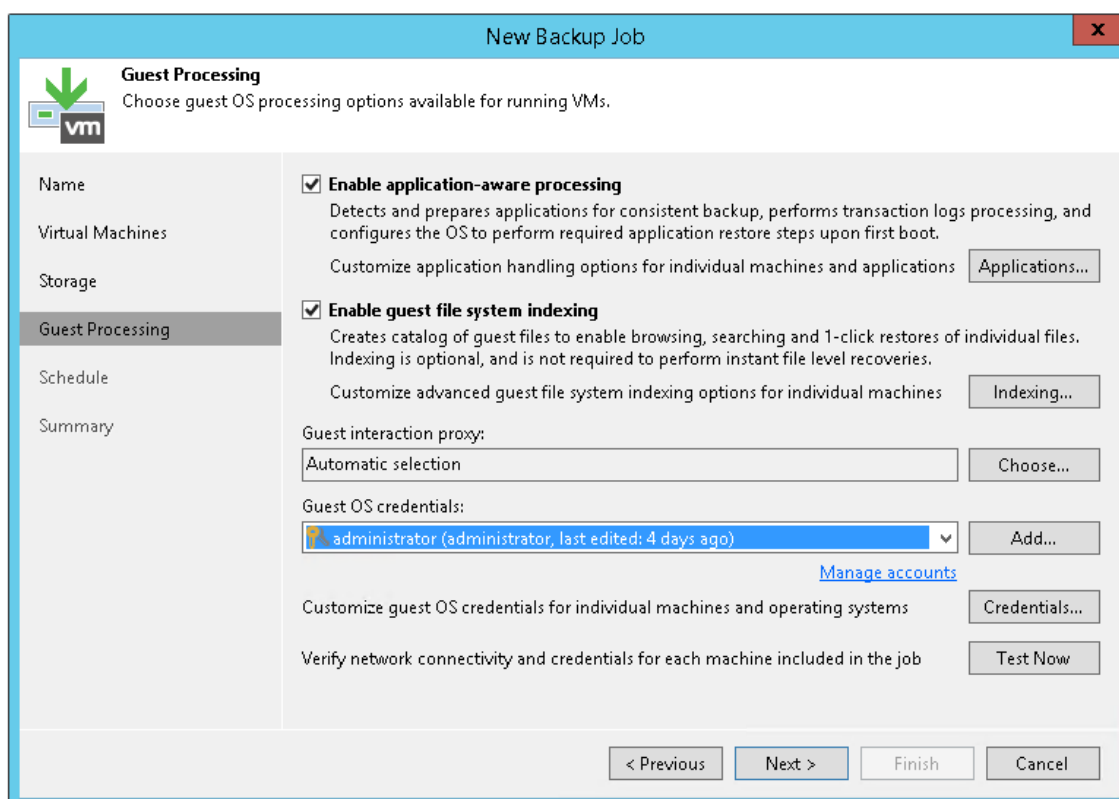 New Backup Job
x
Guest Processing
Choose guest OS processing options available for running VMs.
vm
Name
Virtual Machines
Storage
Guest Processing
Schedule
Summary
Enable application-aware processing
Detects and prepares applications for consistent backup, performs transaction logs processing, and
configures the OS to perform required application restore steps upon first boot.
Customize application handling options for individual machines and applications
Applications...
Enable guest file system indexing
Creates catalog of guest files to enable browsing, searching and 1-click restores of individual files.
Indexing is optional, and is not required to perform instant file level recoveries.
Customize advanced guest file system indexing options for individual machines
Indexing...
Guest interaction proxy:
Automatic selection
Choose...
Guest OS credentials:
administrator (administrator, last edited: 4 days ago)
Add...
Manage accounts
Customize guest OS credentials for individual machines and operating systems
Credentials...
Verify network connectivity and credentials for each machine included in the job
Test Now
< Previous
Next >
Finish
Cancel